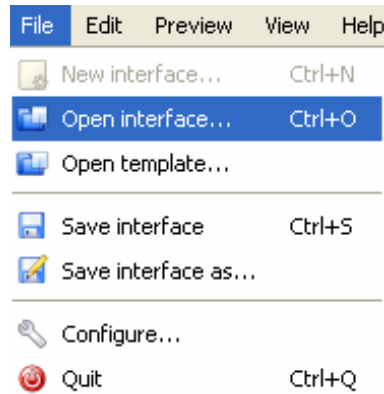 File Edit Preview View Help
New interface... Ctrl+N
Open interface... Ctrl+O
Open template...
Save interface Ctrl+S
Save interface as...
Configure...
Quit Ctrl+Q